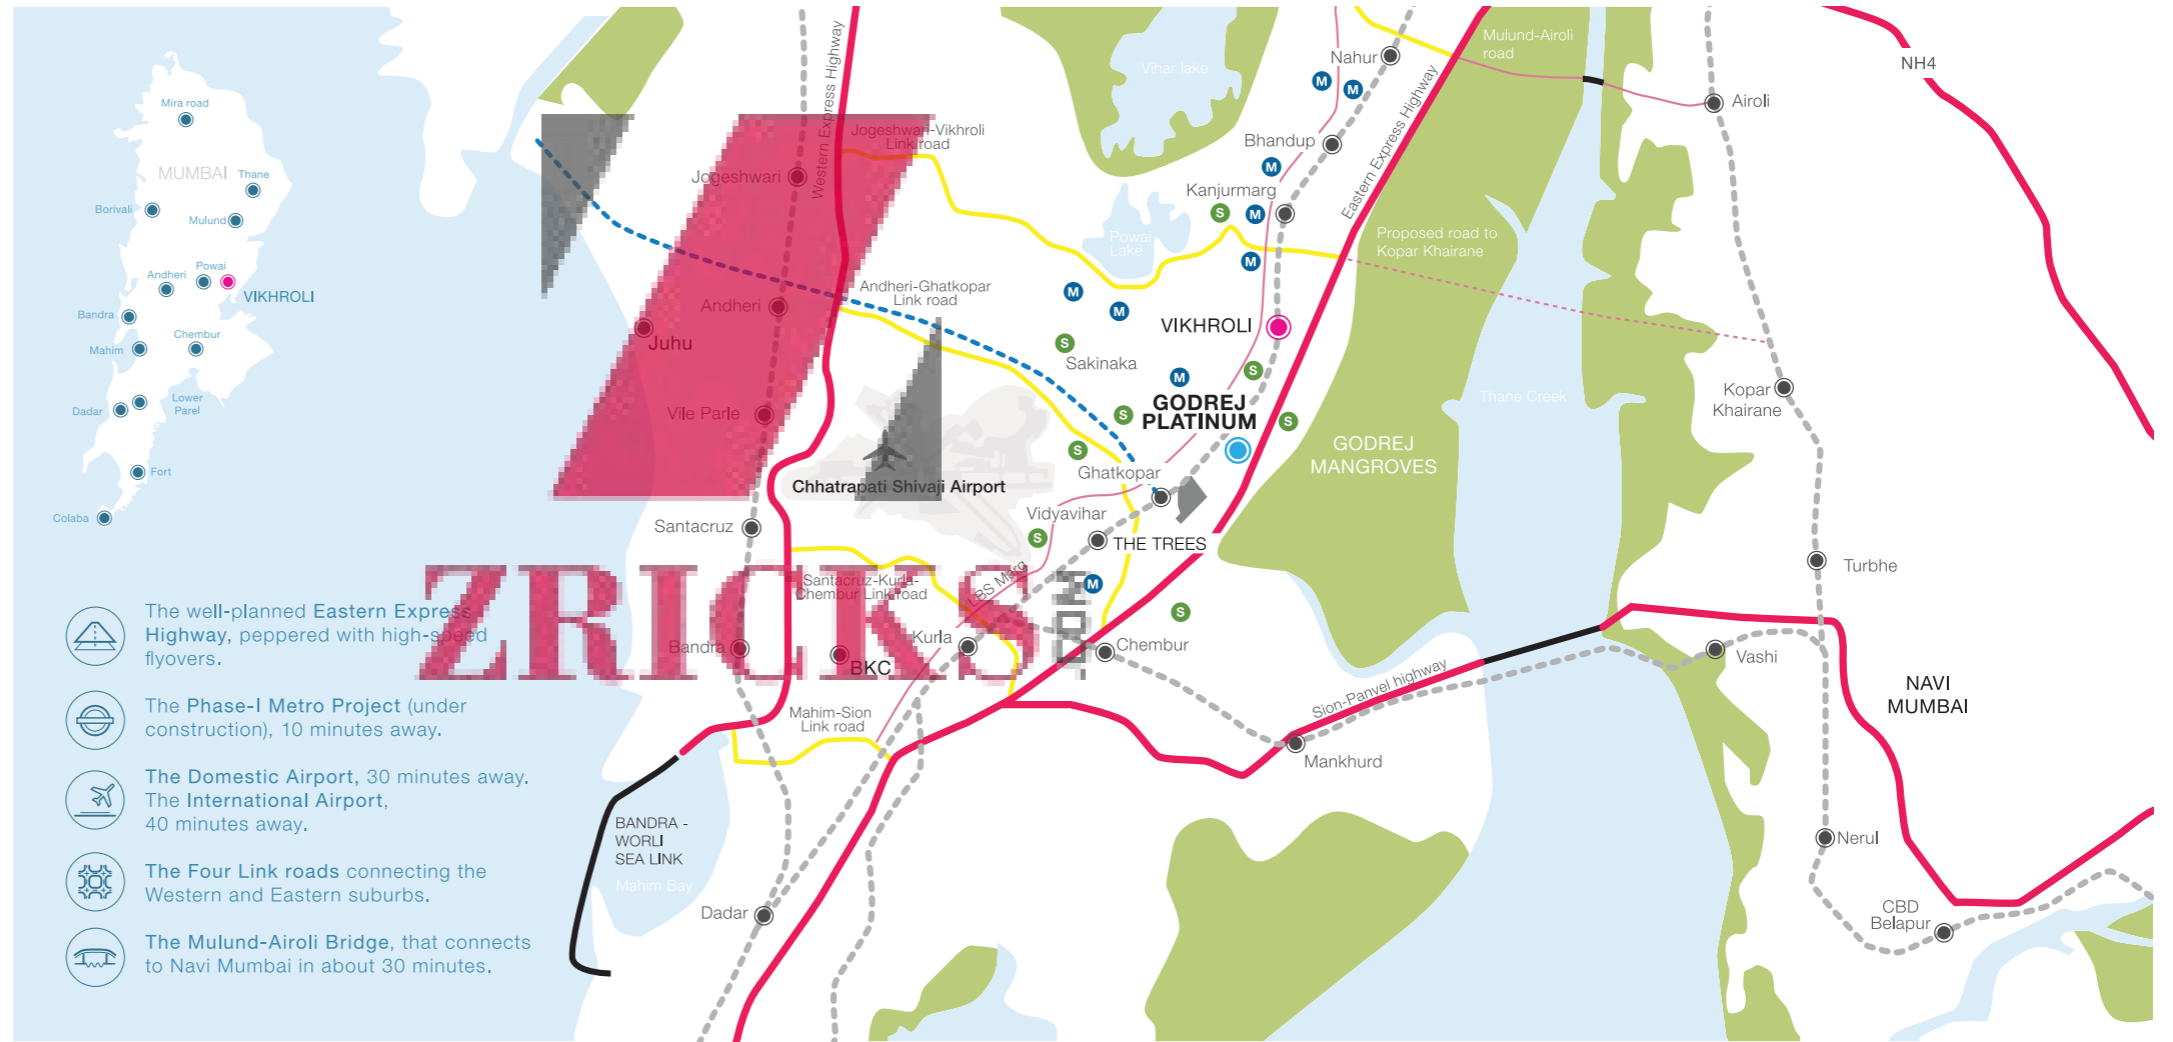 Mira road
MUMBAI
Thane
Borivali
Mulund
Powai
Andheri
VIKHROLI
Bandra
Chembur
Mahim
Lower
Parel
Dadar
Fort
Colaba
The well-planned Eastern Express
Highway, peppered with high-speed
flyovers.
The Phase-I Metro Project (under
construction), 10 minutes away.
The Domestic Airport, 30 minutes away.
The International Airport,
40 minutes away.
The Four Link roads connecting the
Western and Eastern suburbs.
The Mulund-Airoli Bridge, that connects
to Navi Mumbai in about 30 minutes.
Western Express Highway
Jogeshwari-Vikhroli
Link road
Jogeshwari
Andheri-Ghatkopar
Link road
Andheri
Juhu
Vile Parle
Chhatrapati Shivaji Airport
Santacruz
Santacruz-Kurla-
Chembur Link road
Bandra
BKC
Kurla
LBS Marg
ZRICKS
.COM
Mahim-Sion
Link road
BANDRA -
WORLI
SEA LINK
Mahim Bay
Dadar
Vihar lake
Powai
Lake
Nahur
M
M
Bhandup
M
Kanjurmarg
S
M
M
M
M
VIKHROLI
S
Sakinaka
S
M
GODREJ
PLATINUM
S
S
S
Ghatkopar
Vidyavihar
S
THE TREES
M
S
Chembur
Eastern Express Highway
Mulund-Airoli
road
Proposed road to
Kopar Khairane
Thane Creek
GODREJ
MANGROVES
Sion-Panvel highway
Mankhurd
NH4
Airoli
Kopar
Khairane
Turbhe
Vashi
NAVI
MUMBAI
Nerul
CBD
Belapur